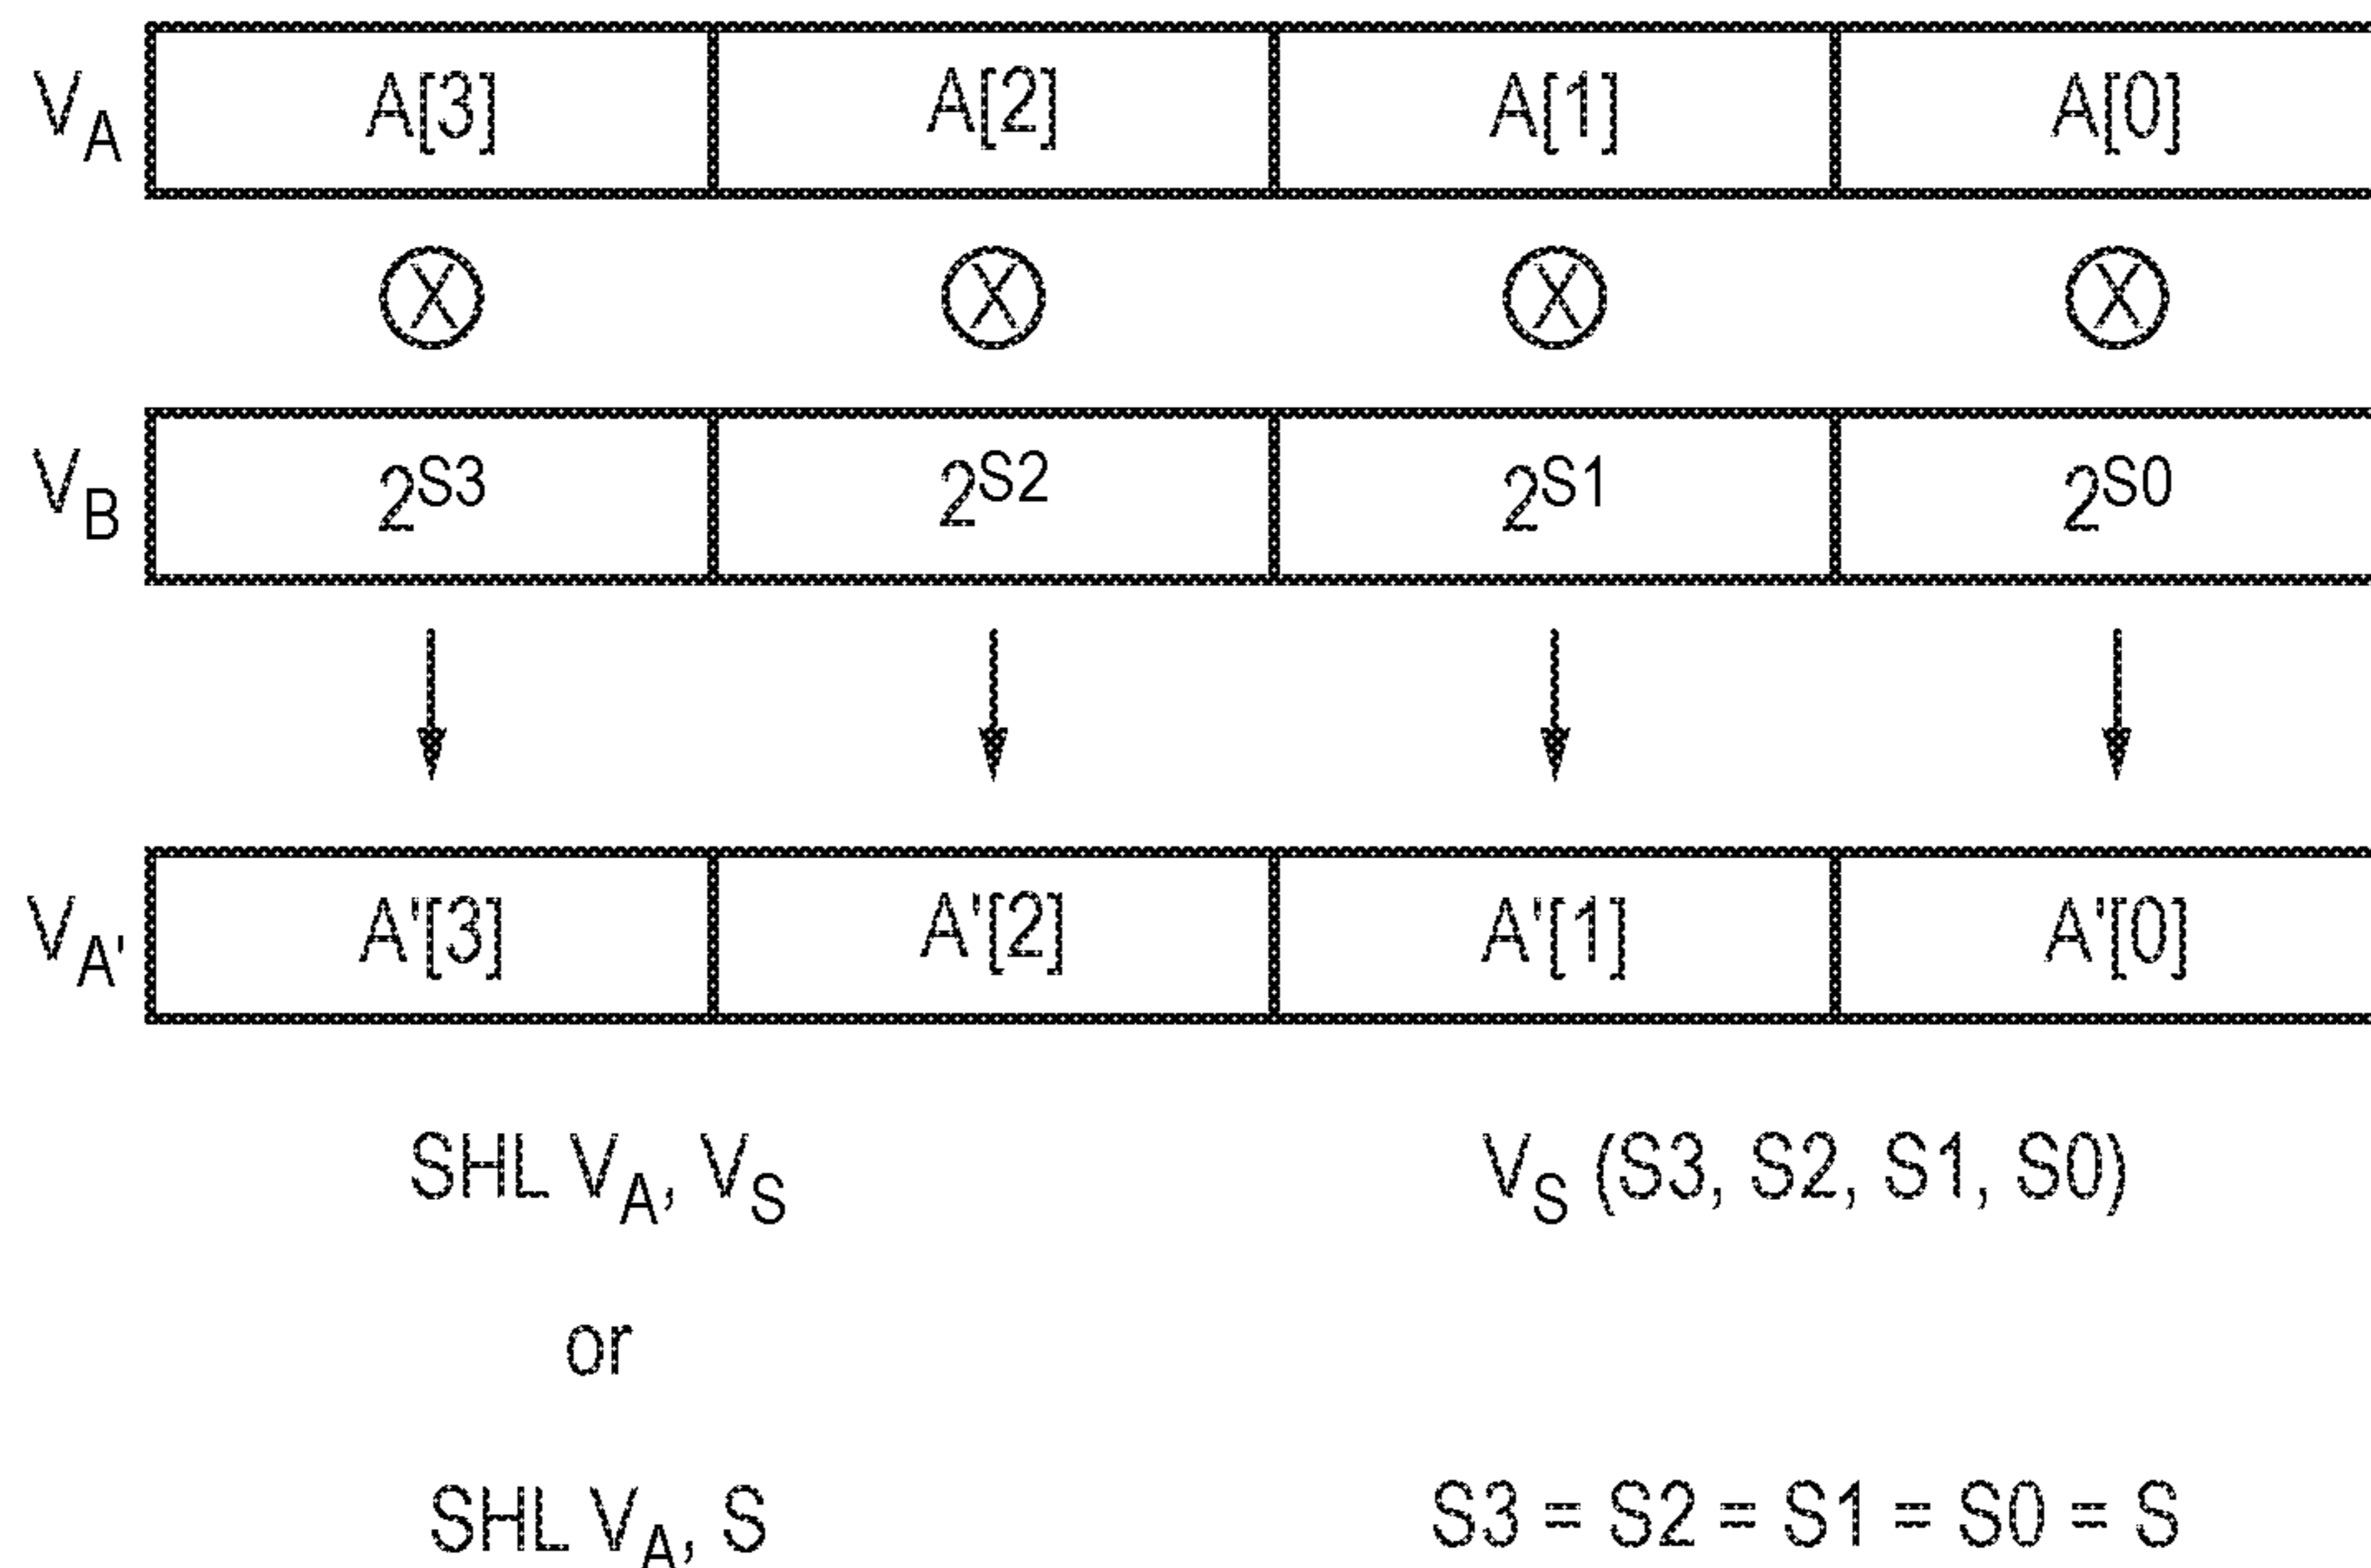 V_A A[3] A[2] A[1] A[0]
X X X X
V_B 2^S3 2^S2 2^S1 2^S0
V_A' A'[3] A'[2] A'[1] A'[0]
SHL V_A, V_S V_S (S3, S2, S1, S0)
or
SHL V_A, S S3 = S2 = S1 = S0 = S